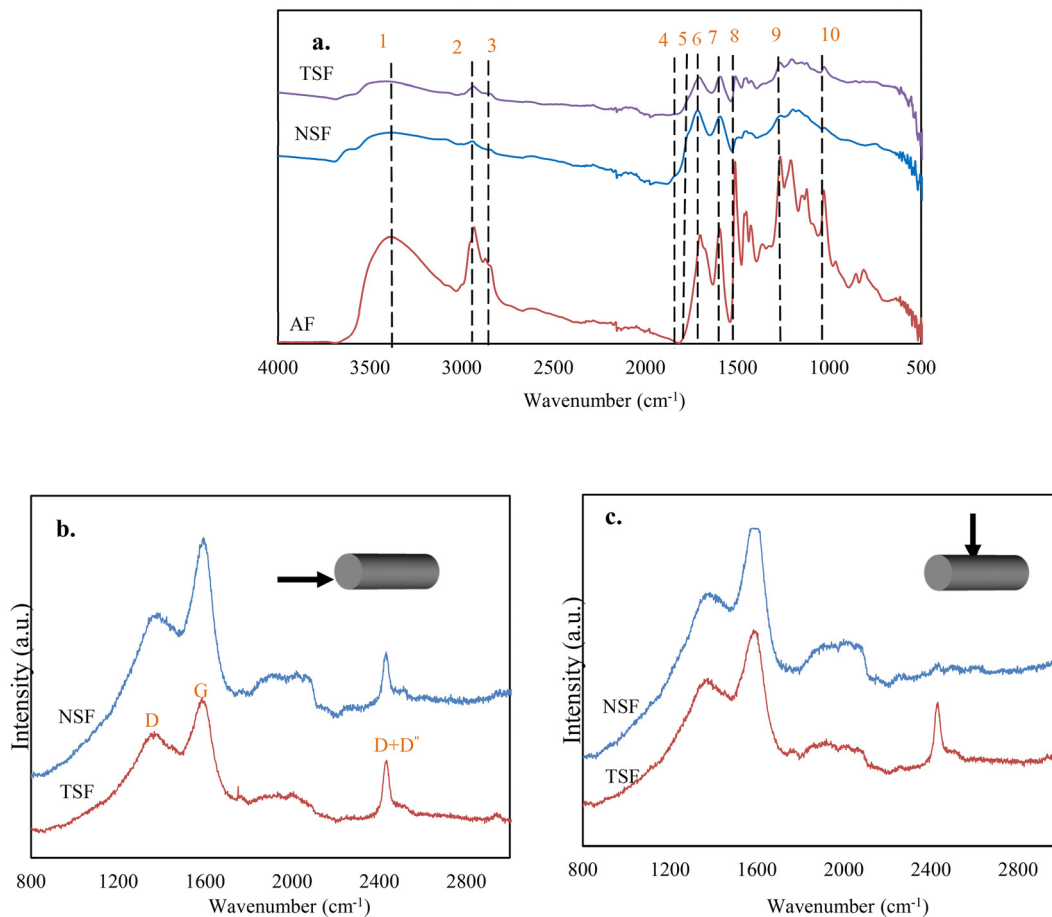 a.
1 2 3 4 5 6 7 8 9 10
TSF
NSF
AF
4000 3500 3000 2500 2000 1500 1000 500
Wavenumber (cm-1)
b.
Intensity (a.u.)
NSF
G
D
D+D"
TSF
800 1200 1600 2000 2400 2800
Wavenumber (cm-1)
c.
Intensity (a.u.)
NSF
TSF
800 1200 1600 2000 2400 2800
Wavenumber (cm-1)